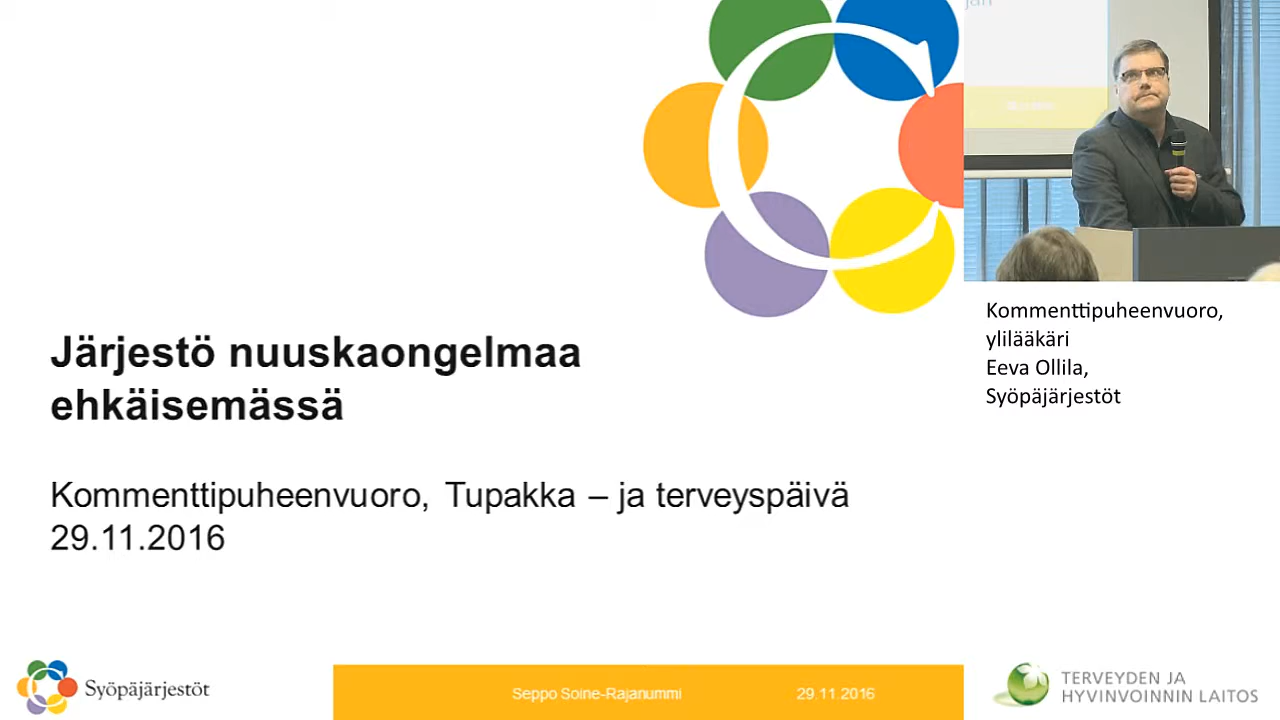 Järjestö nuuskaongelmaa
ehkäisemässä
Kommenttipuheenvuoro, Tupakka – ja terveyspäivä
29.11.2016
Kommenttipuheenvuoro,
ylilääkäri
Eeva Ollila,
Syöpäjärjestöt
Syöpäjärjestöt
Seppo Soine-Rajanummi
29.11.2016
TERVEYDEN JA
HYVINVOINNIN LAITOS